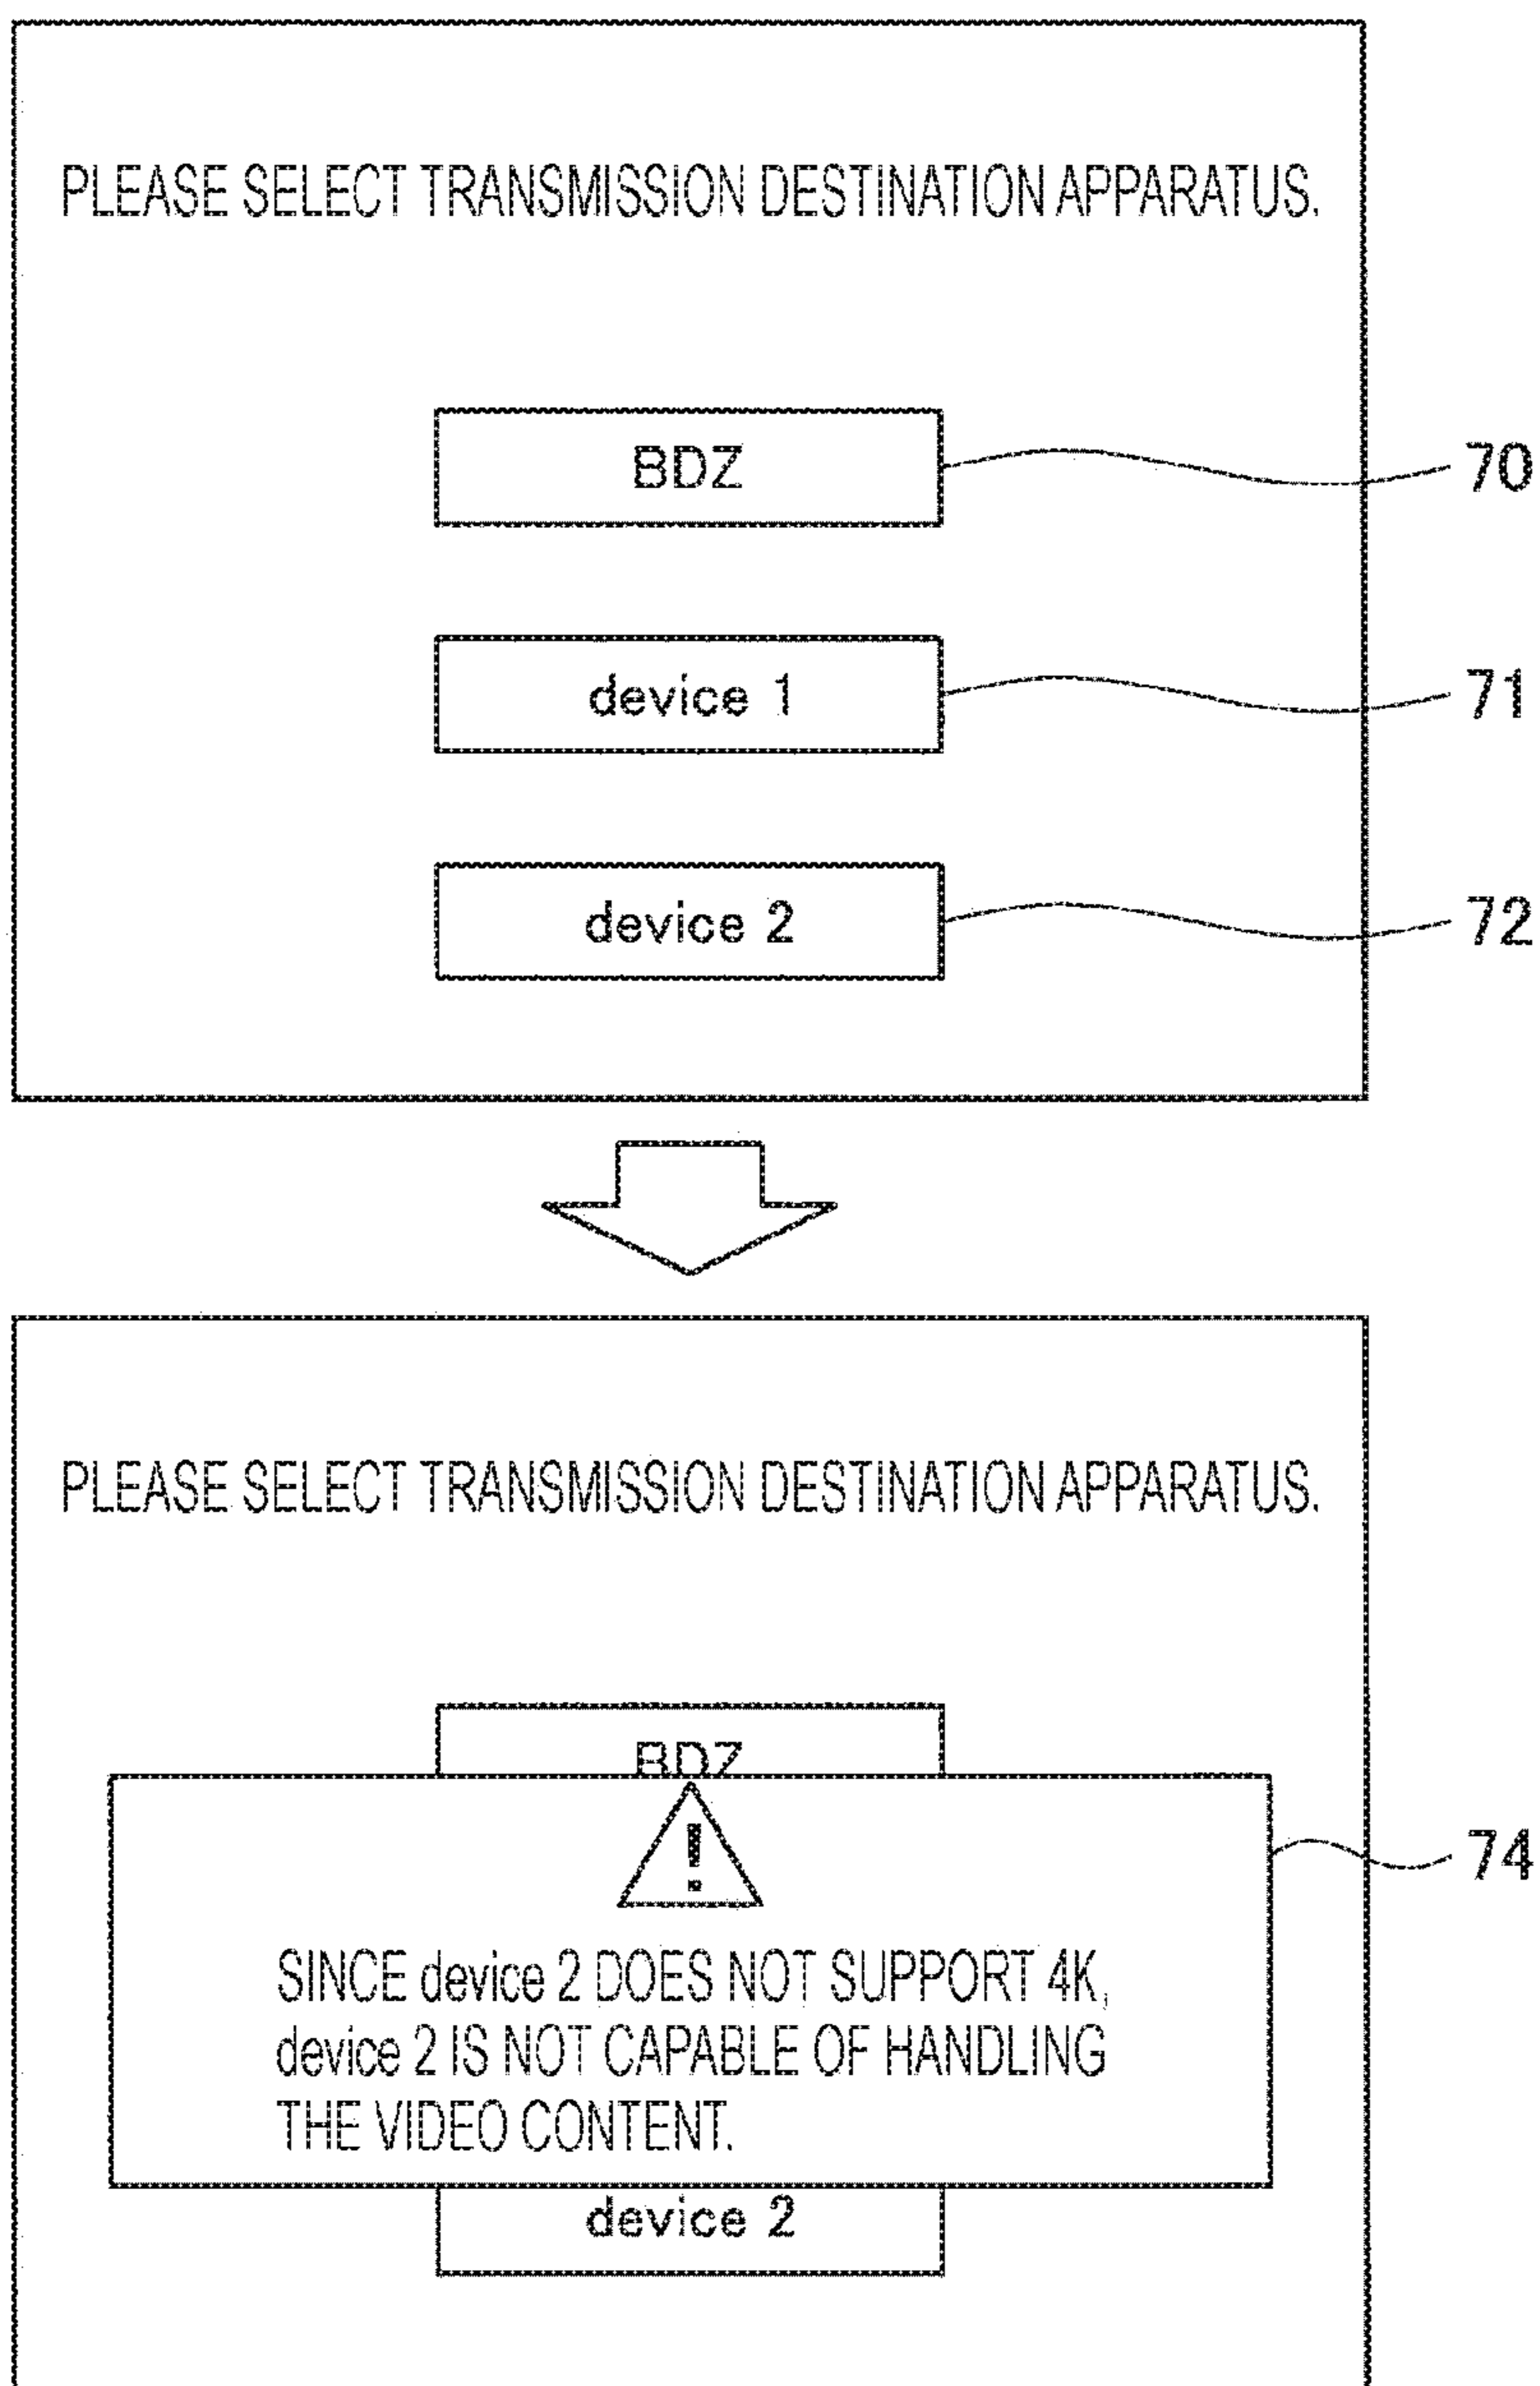 PLEASE SELECT TRANSMISSION DESTINATION APPARATUS.
BDZ
70
device 1
71
device 2
72
PLEASE SELECT TRANSMISSION DESTINATION APPARATUS.
BDZ
!
74
SINCE device 2 DOES NOT SUPPORT 4K,
device 2 IS NOT CAPABLE OF HANDLING
THE VIDEO CONTENT.
device 2